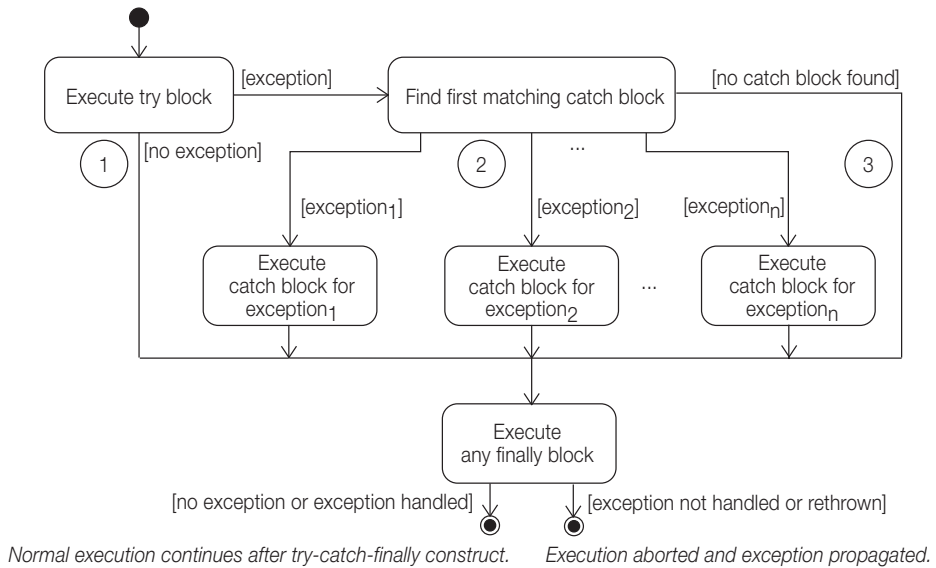 [exception]
[no catch block found]
Execute try block
Find first matching catch block
1
[no exception]
2
...
3
[exception1]
[exception2]
[exceptionn]
Execute
catch block for
exception1
Execute
catch block for
exception2
...
Execute
catch block for
exceptionn
Execute
any finally block
[no exception or exception handled]
[exception not handled or rethrown]
Normal execution continues after try-catch-finally construct.
Execution aborted and exception propagated.